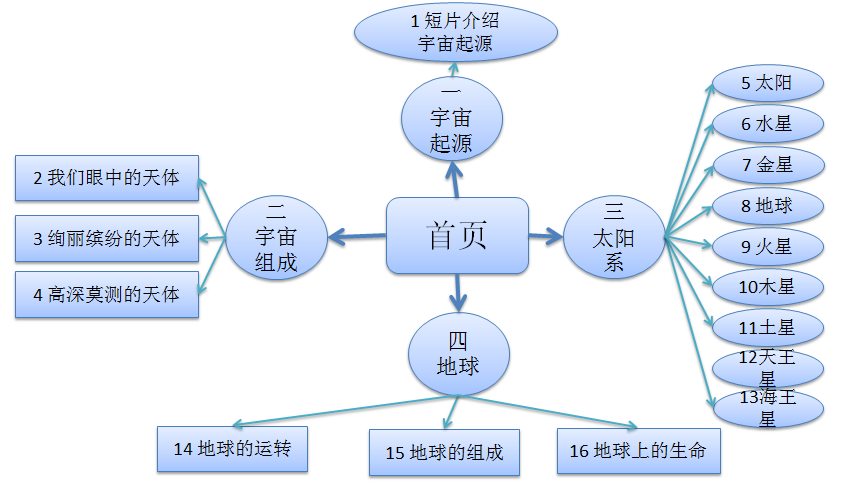 1 短片介绍
宇宙起源
一
宇宙
起源
首页
二
宇宙
组成
2 我们眼中的天体
3 绚丽缤纷的天体
4 高深莫测的天体
三
太阳
系
5 太阳
6 水星
7 金星
8 地球
9 火星
10木星
11土星
12天王
星
13海王
星
四
地球
14 地球的运转
15 地球的组成
16 地球上的生命